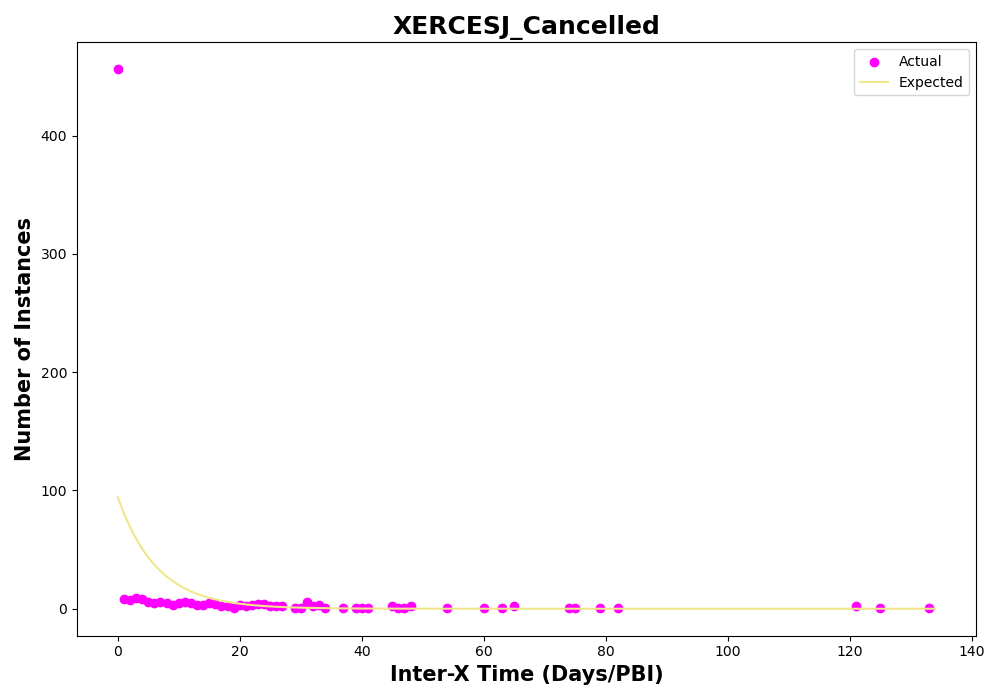 XERCESJ_Cancelled
Actual
Expected
Number of Instances
400
300
200
100
0
0 20 40 60 80 100 120 140
Inter-X Time (Days/PBI)